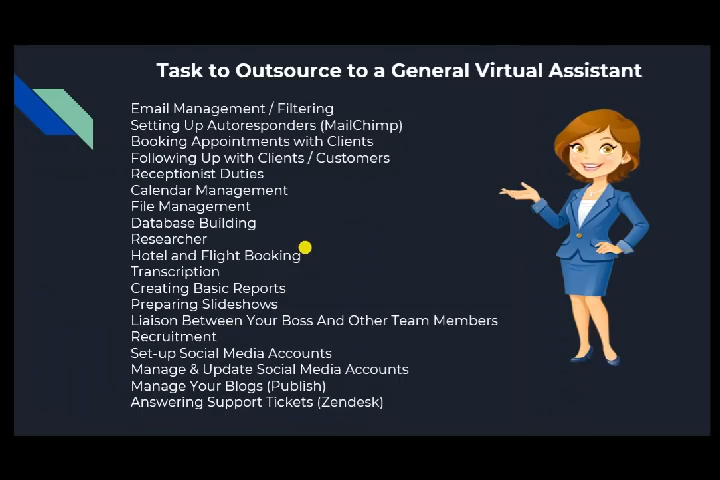 Task to Outsource to a General Virtual Assistant
Email Management / Filtering
Setting Up Autoresponders (MailChimp)
Booking Appointments with Clients
Following Up with Clients / Customers
Receptionist Duties
Calendar Management
File Management
Database Building
Researcher
Hotel and Flight Booking
Transcription
Creating Basic Reports
Preparing Slideshows
Liaison Between Your Boss And Other Team Members
Recruitment
Set-up Social Media Accounts
Manage & Update Social Media Accounts
Manage Your Blogs (Publish)
Answering Support Tickets (Zendesk)